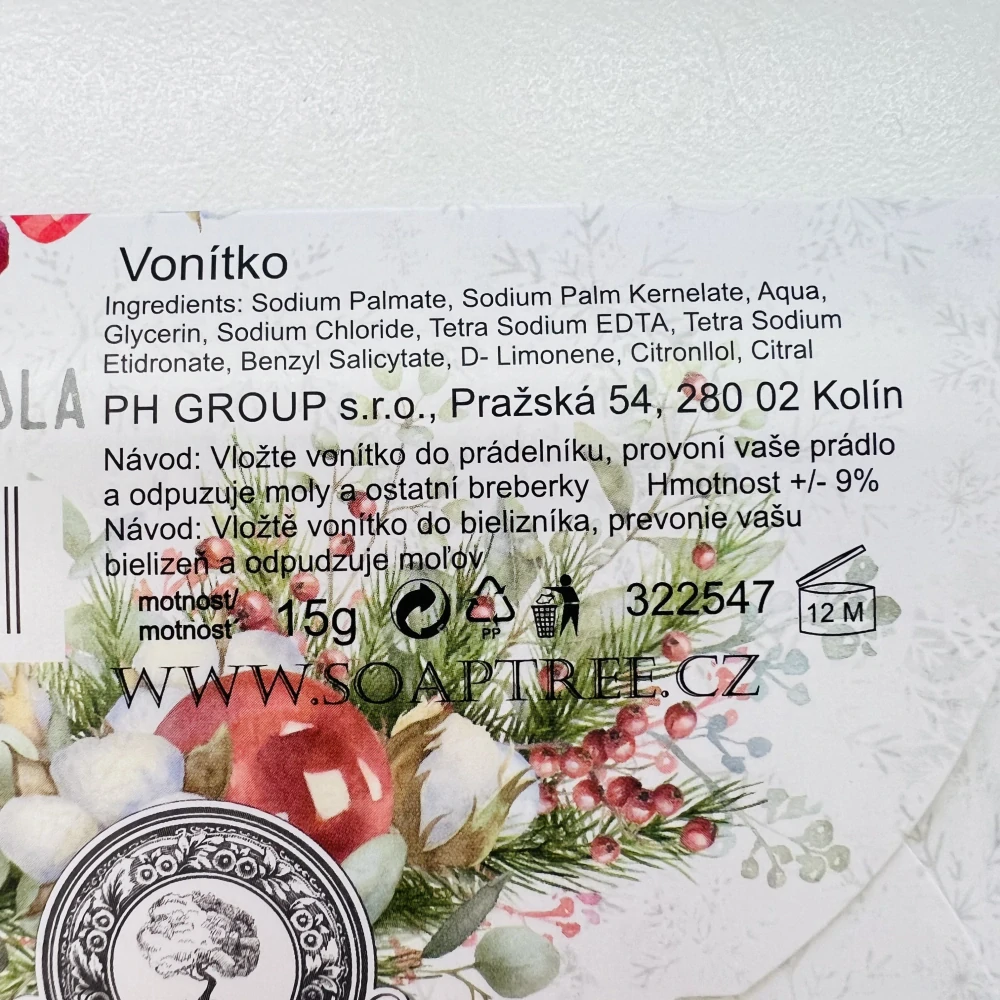 Vonítko
Ingredients: Sodium Palmate, Sodium Palm Kernelate, Aqua,
Glycerin, Sodium Chloride, Tetra Sodium EDTA, Tetra Sodium
Etidronate, Benzyl Salicytate, D- Limonene, Citronllol, Citral
PH GROUP s.r.o., Pražská 54, 280 02 Kolín
Návod: Vložte vonítko do prádelníku, provoní vaše prádlo
a odpuzuje moly a ostatní breberky Hmotnost +/- 9%
Návod: Vložtě vonítko do bielizníka, prevonie vašu
bielizeň a odpudzuje moľov
motnost/
motnosť 15g PP 322547 12 M
WWW.SOAPTREE.CZ